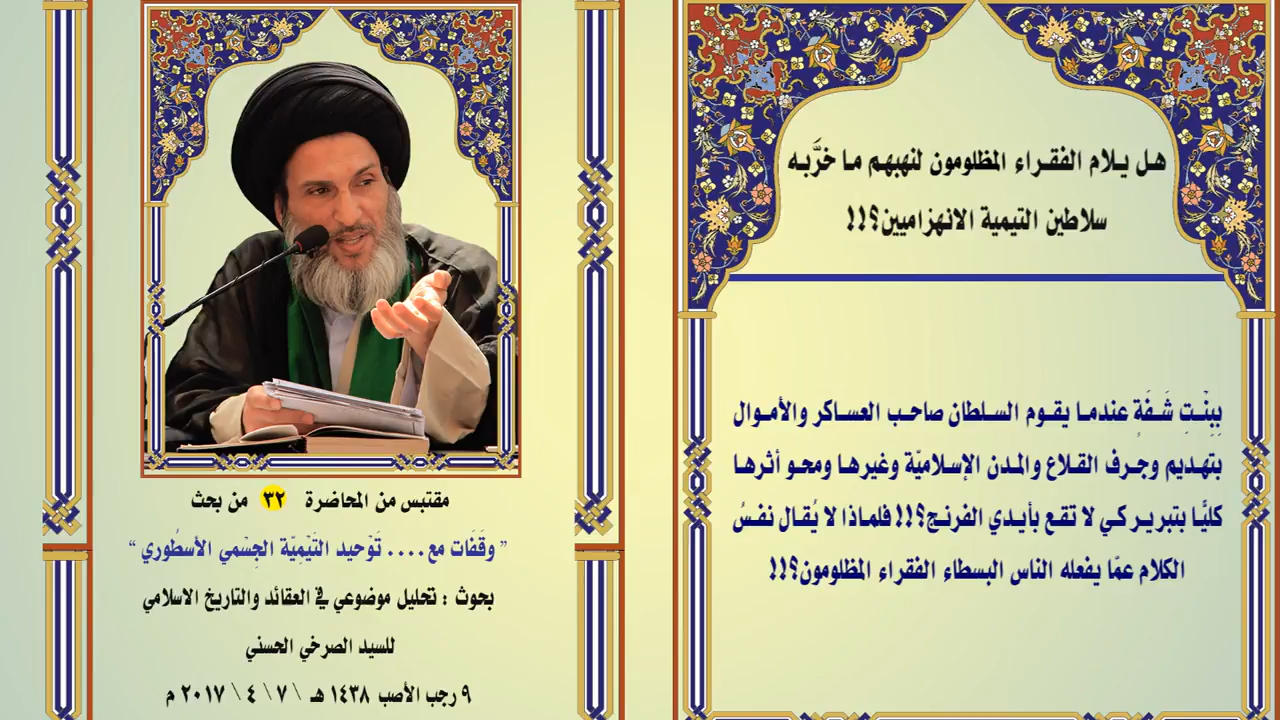 هل يلام الفقراء المظلومون لنهبهم ما خرَّبه
سلاطين التيمية الانهزاميين؟!!
بِبِنْتِ شَفَةٍ عندما يقوم السلطان صاحب العساكر والأموال
بتهديم وجرف القلاع والمدن الإسلاميّة وغيرها ومحو أثرها
كليًّا بتبرير كي لا تقع بأيدي الفرنج؟!! فلماذا لا يُقال نفسُ
الكلام عمّا يفعله الناس البسطاء الفقراء المظلومون؟!!
مقتبس من المحاضرة ٣٢ من بحث
" وقَفَات مع .... تَوْحيد التَيْمِيّة الجِسْمي الأسطُوري "
بحوث : تحليل موضوعي في العقائد والتاريخ الاسلامي
للسيد الصرخي الحسني
٩ رجب الأصب ١٤٣٨ هـ \ ٧ \ ٤ \ ٢٠١٧ م